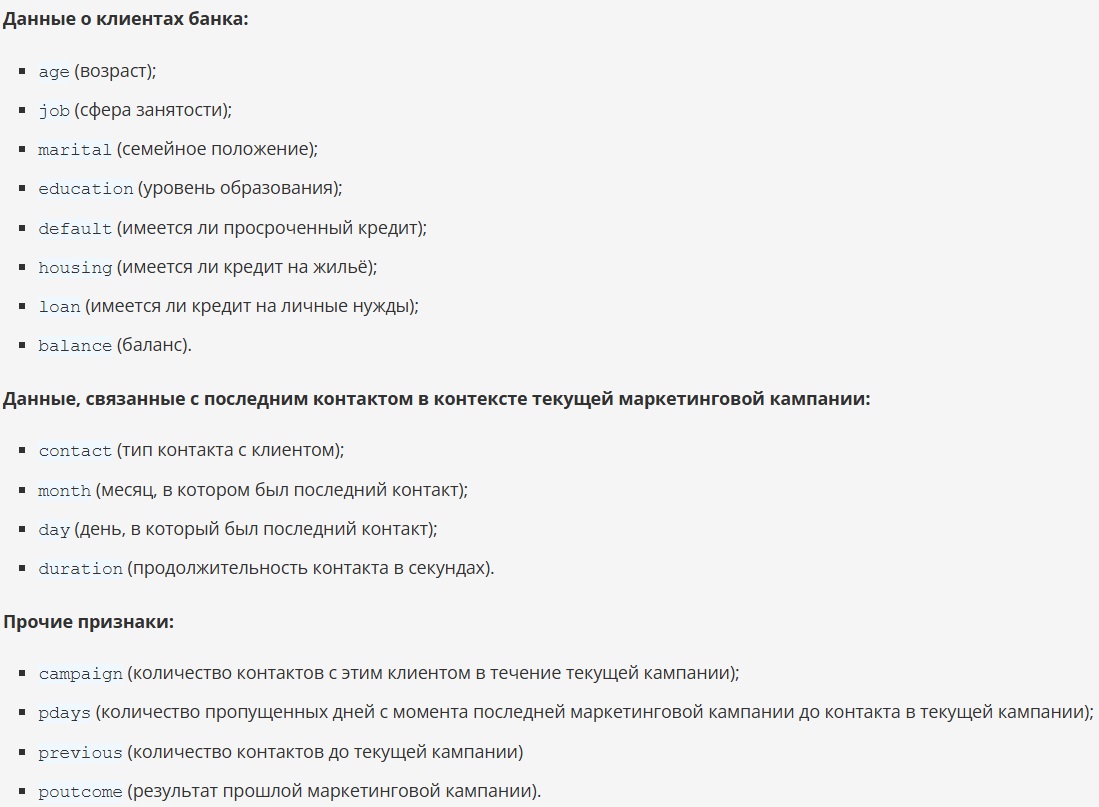 Данные о клиентах банка:
age (возраст);
job (сфера занятости);
marital (семейное положение);
education (уровень образования);
default (имеется ли просроченный кредит);
housing (имеется ли кредит на жильё);
loan (имеется ли кредит на личные нужды);
balance (баланс).
Данные, связанные с последним контактом в контексте текущей маркетинговой кампании:
contact (тип контакта с клиентом);
month (месяц, в котором был последний контакт);
day (день, в который был последний контакт);
duration (продолжительность контакта в секундах).
Прочие признаки:
campaign (количество контактов с этим клиентом в течение текущей кампании);
pdays (количество пропущенных дней с момента последней маркетинговой кампании до контакта в текущей кампании);
previous (количество контактов до текущей кампании)
poutcome (результат прошлой маркетинговой кампании).